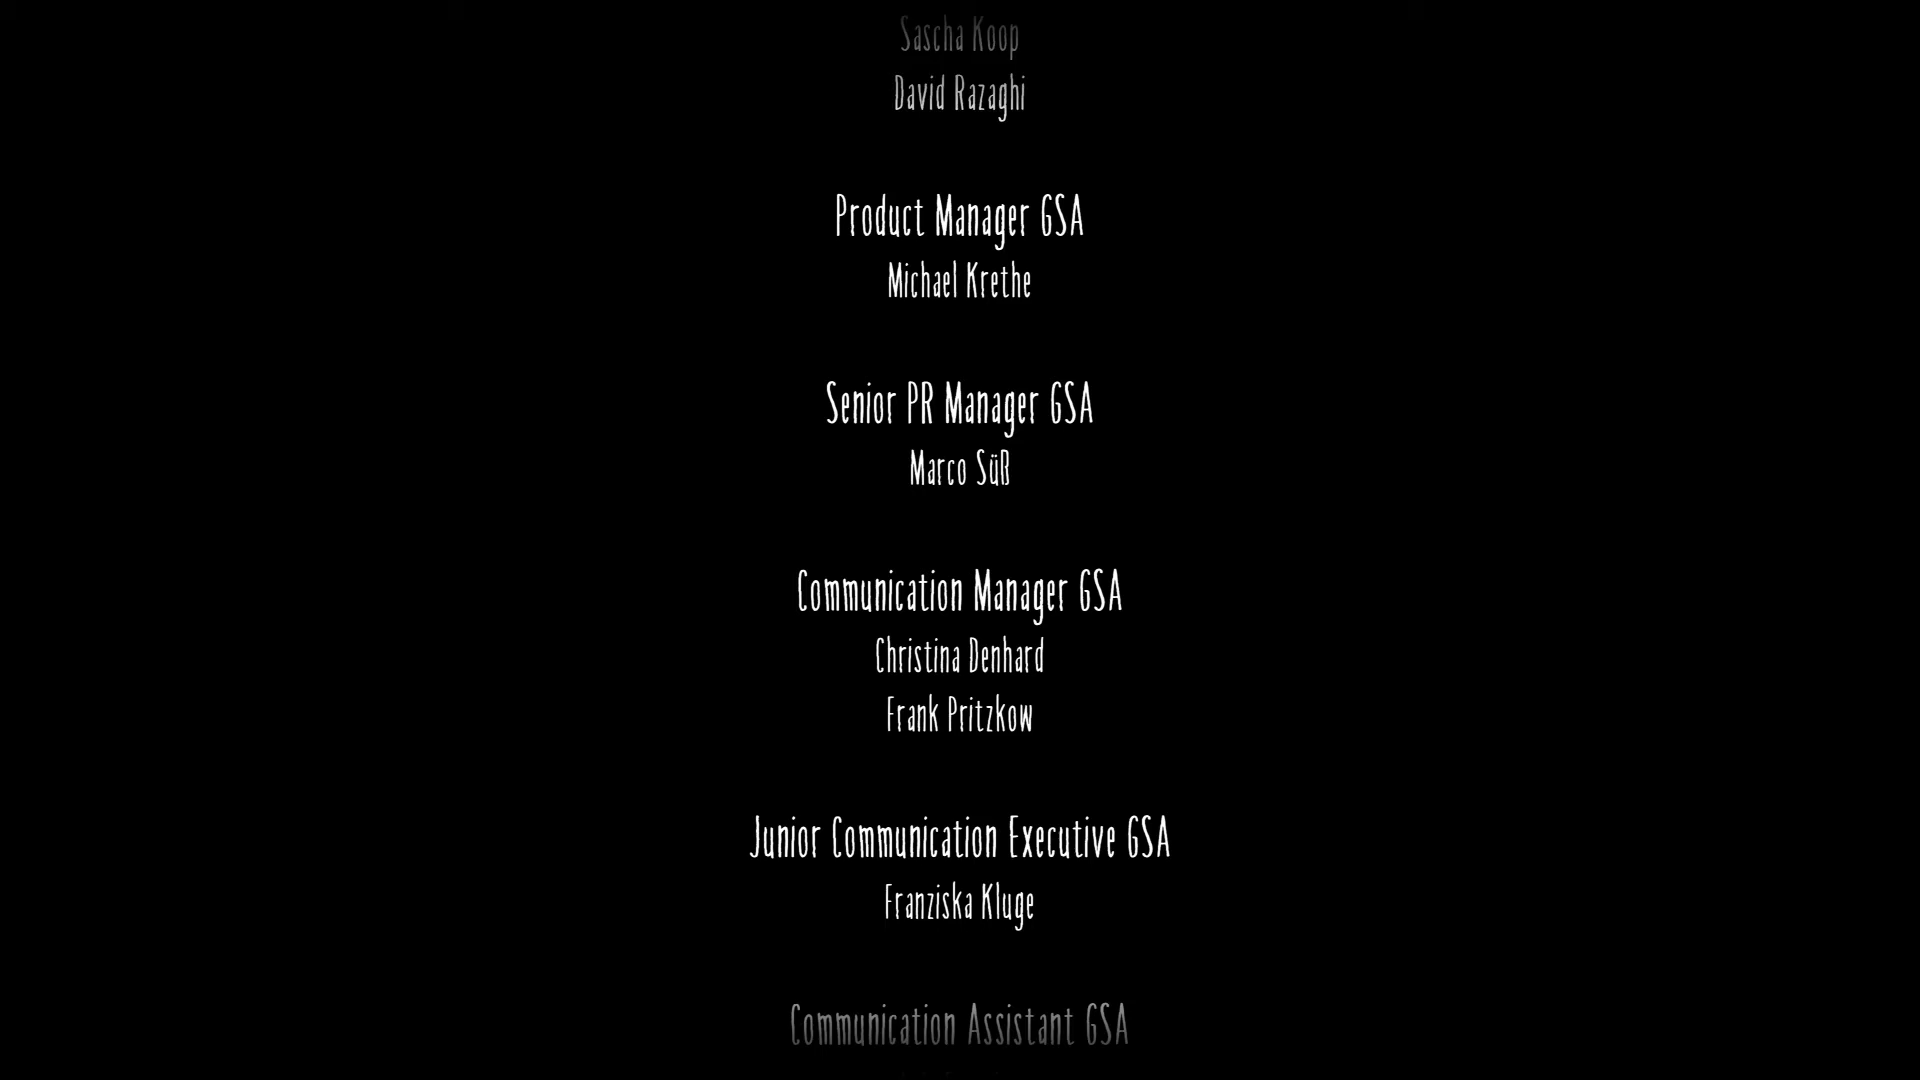 Sascha Koop
David Razaghi
Product Manager GSA
Michael Krethe
Senior PR Manager GSA
Marco Süß
Communication Manager GSA
Christina Denhard
Frank Pritzkow
Junior Communication Executive GSA
Franziska Kluge
Communication Assistant GSA